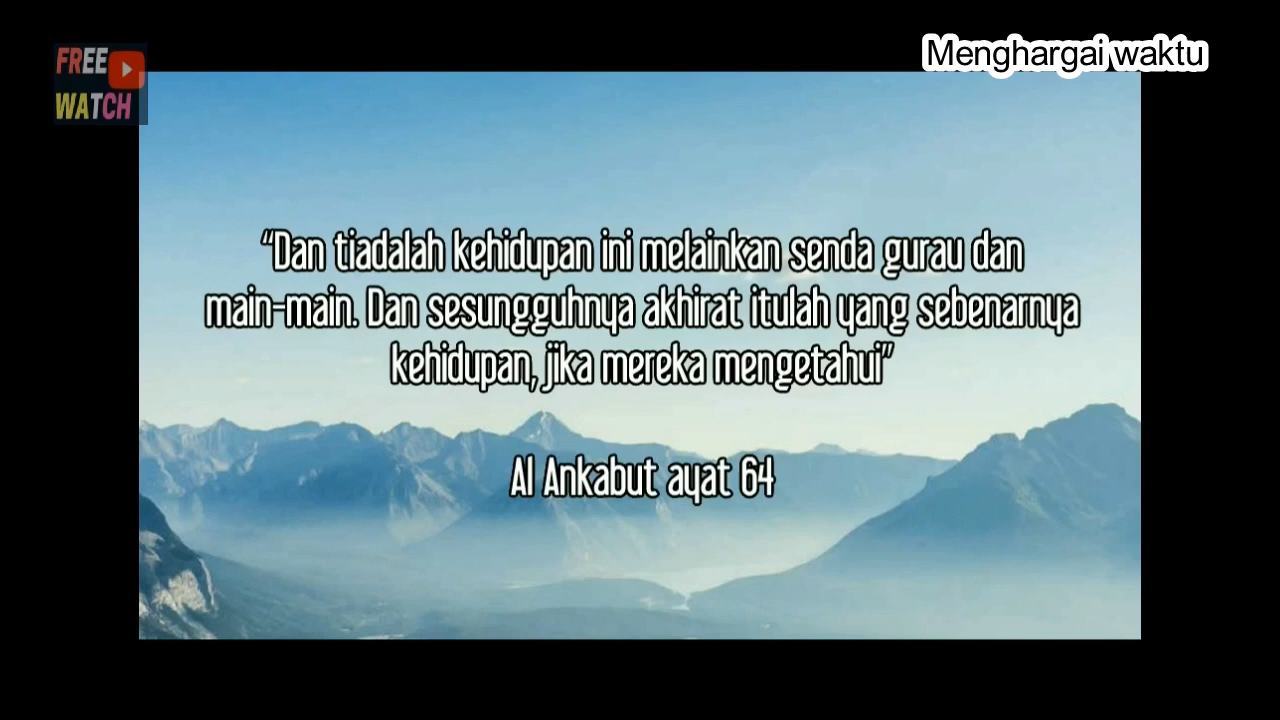 FREE
WATCH
Menghargai waktu
“Dan tiadalah kehidupan ini melainkan senda gurau dan
main-main. Dan sesungguhnya akhirat itulah yang sebenarnya
kehidupan, jika mereka mengetahui”
Al Ankabut ayat 64